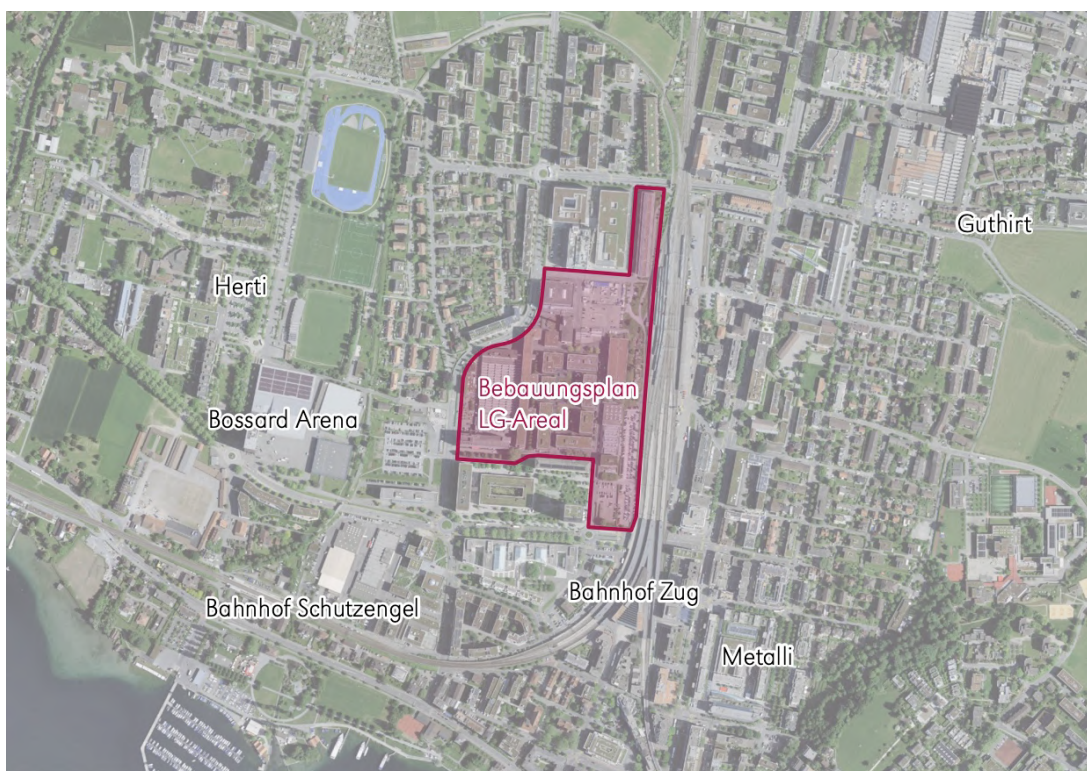 Guthirt
Herti
Bebauungsplan
LG-Areal
Bossard Arena
Bahnhof Zug
Bahnhof Schutzengel
Metalli